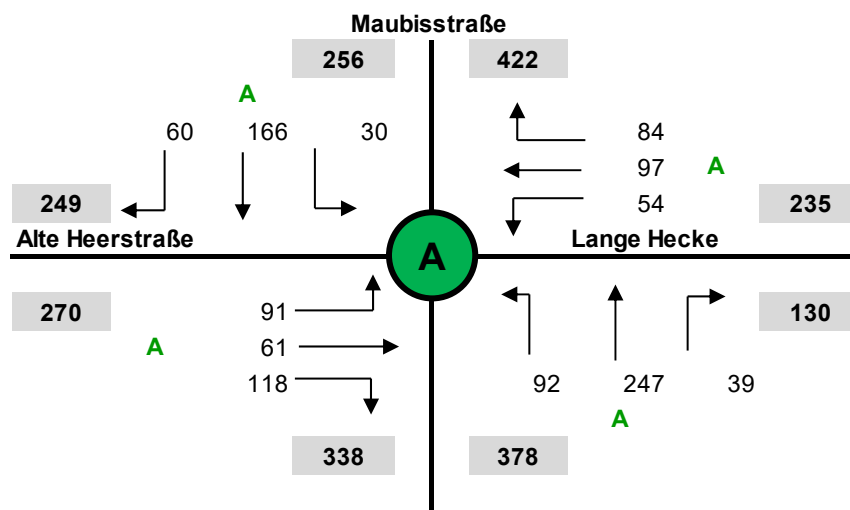 Maubisstraße
256 422
A
60 166 30 84
97 A
54
249 235
Alte Heerstraße Lange Hecke
A
270 91 130
A 61
118 92 247 39
A
338 378